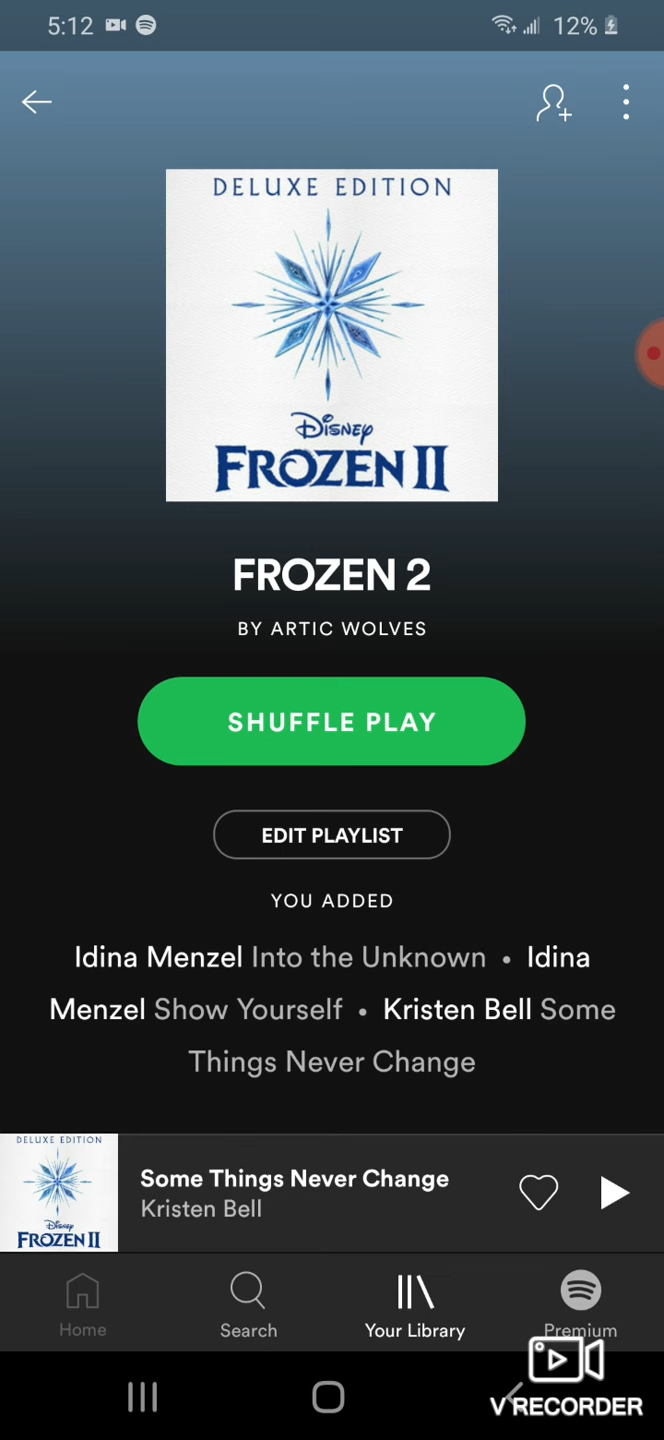 5:12
12%
DELUXE EDITION
Disney
FROZEN II
FROZEN 2
BY ARTIC WOLVES
SHUFFLE PLAY
EDIT PLAYLIST
YOU ADDED
Idina Menzel Into the Unknown • Idina
Menzel Show Yourself • Kristen Bell Some
Things Never Change
DELUXE EDITION
Disney
FROZEN II
Some Things Never Change
Kristen Bell
Home
Search
Your Library
Premium
V RECORDER